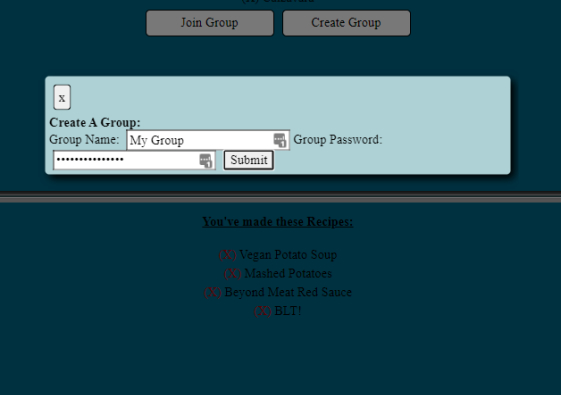 Join Group Create Group
x
Create A Group:
Group Name: My Group Group Password:
••••••••••••••• Submit
You've made these Recipes:
(X) Vegan Potato Soup
(X) Mashed Potatoes
(X) Beyond Meat Red Sauce
(X) BLT!